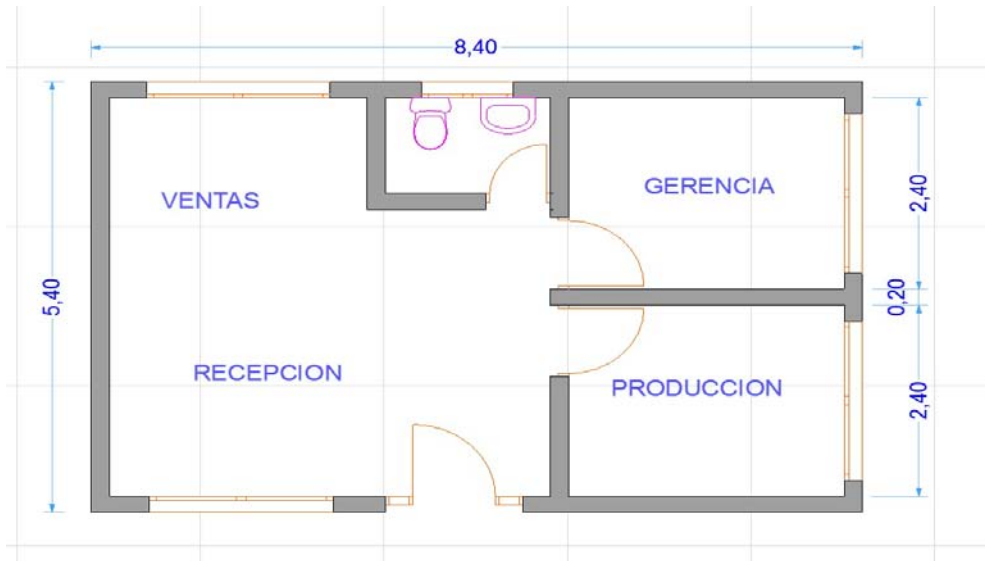 8,40
VENTAS
GERENCIA
2,40
5,40
0,20
RECEPCION
PRODUCCION
2,40